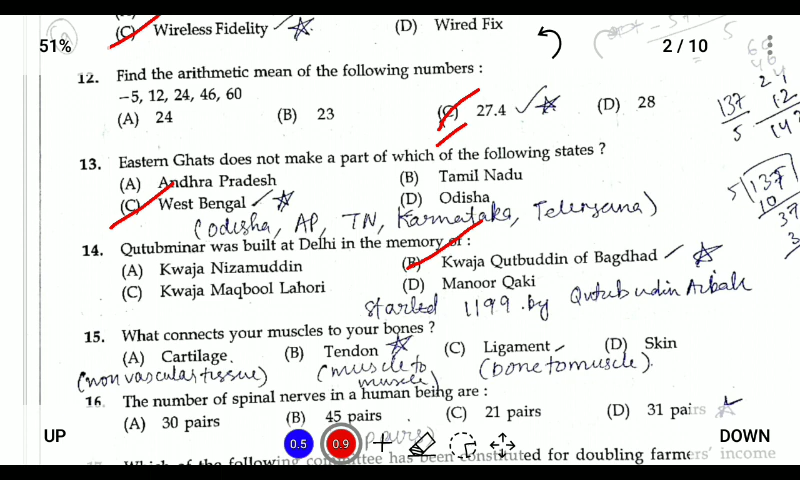 (C) Wireless Fidelity (D) Wired Fix
51% 2 / 10
12. Find the arithmetic mean of the following numbers :
−5, 12, 24, 46, 60
(A) 24 (B) 23 (C) 27.4 (D) 28
137
5
13. Eastern Ghats does not make a part of which of the following states ?
(A) Andhra Pradesh (B) Tamil Nadu
(C) West Bengal (D) Odisha
(Odisha, AP, TN, Karnataka, Telengana)
5 137
10
37
14. Qutubminar was built at Delhi in the memory of :
(A) Kwaja Nizamuddin (B) Kwaja Qutbuddin of Bagdhad
(C) Kwaja Maqbool Lahori (D) Manoor Qaki
started 1199 by Qutubudin Aibak
15. What connects your muscles to your bones ?
(A) Cartilage. (B) Tendon (C) Ligament (D) Skin
(non vascular tissue) (muscle to muscle) (bone to muscle).
16. The number of spinal nerves in a human being are :
(A) 30 pairs (B) 45 pairs (C) 21 pairs (D) 31 pairs
UP 0.5 0.9 DOWN
Which of the following committee has been constituted for doubling farmers' income